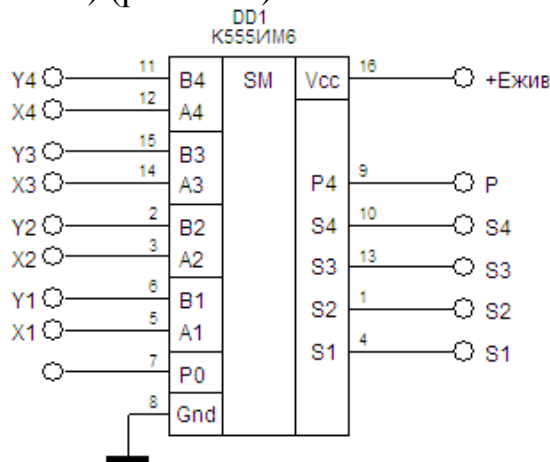 DD1
K555ИМ6
Y4 11 B4 SM Vcc 16 +Eжив
X4 12 A4
Y3 15 B3
X3 14 A3 P4 9 P
Y2 2 B2 S4 10 S4
X2 3 A2 S3 13 S3
Y1 6 B1 S2 1 S2
X1 5 A1 S1 4 S1
7 P0
8 Gnd